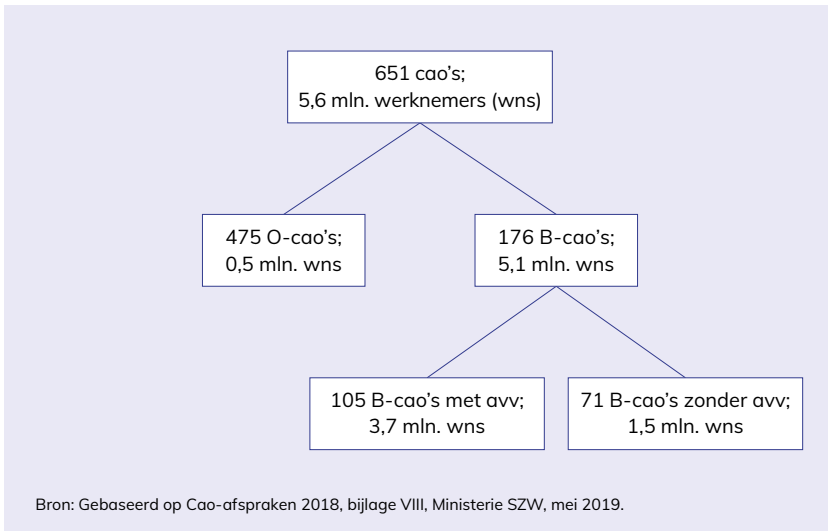 651 cao’s;
5,6 mln. werknemers (wns)
475 O-cao’s;
0,5 mln. wns
176 B-cao’s;
5,1 mln. wns
105 B-cao’s met avv;
3,7 mln. wns
71 B-cao’s zonder avv;
1,5 mln. wns
Bron: Gebaseerd op Cao-afspraken 2018, bijlage VIII, Ministerie SZW, mei 2019.